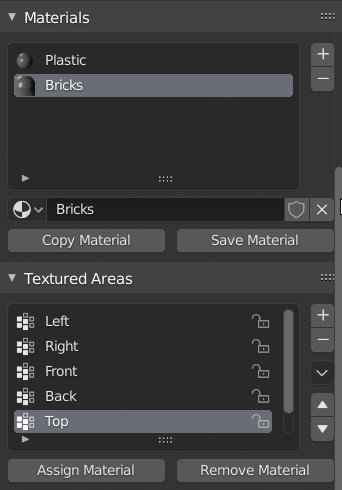 Materials
Plastic
Bricks
Bricks
Copy Material Save Material
Textured Areas
Left
Right
Front
Back
Top
Assign Material Remove Material